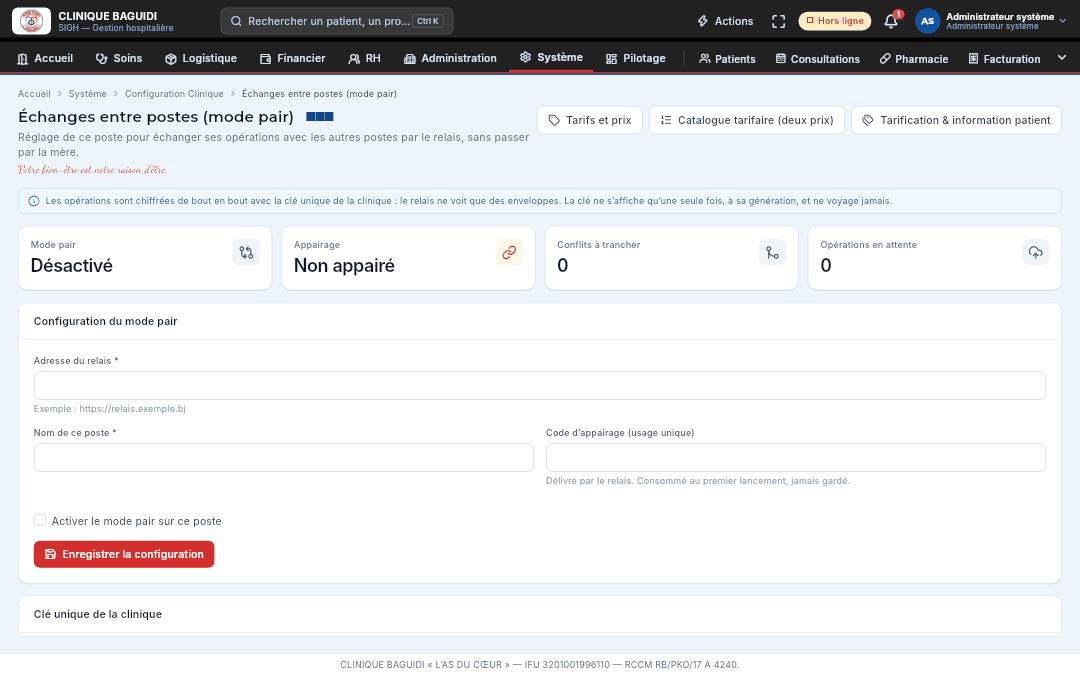 CLINIQUE BAGUIDI
SIGH — Gestion hospitalière
Rechercher un patient, un pro... Ctrl K
Actions
Hors ligne
1
AS
Administrateur système
Administrateur système
Accueil
Soins
Logistique
Financier
RH
Administration
Système
Pilotage
Patients
Consultations
Pharmacie
Facturation
Accueil > Système > Configuration Clinique > Échanges entre postes (mode pair)
Échanges entre postes (mode pair)
Réglage de ce poste pour échanger ses opérations avec les autres postes par le relais, sans passer
par la mère.
Votre bien-être est notre raison d'être.
Tarifs et prix
Catalogue tarifaire (deux prix)
Tarification & information patient
Les opérations sont chiffrées de bout en bout avec la clé unique de la clinique : le relais ne voit que des enveloppes. La clé ne s'affiche qu'une seule fois, à sa génération, et ne voyage jamais.
Mode pair
Désactivé
Appairage
Non appairé
Conflits à trancher
0
Opérations en attente
0
Configuration du mode pair
Adresse du relais *
Exemple : https://relais.exemple.bj
Nom de ce poste *
Code d'appairage (usage unique)
Délivré par le relais. Consommé au premier lancement, jamais gardé.
Activer le mode pair sur ce poste
Enregistrer la configuration
Clé unique de la clinique
CLINIQUE BAGUIDI « L'AS DU CŒUR » — IFU 3201001996110 — RCCM RB/PKO/17 A 4240.